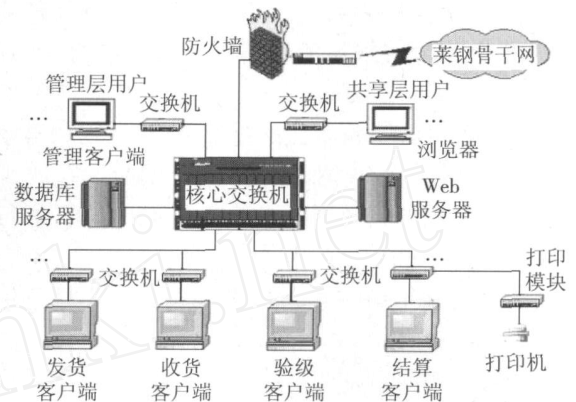 防火墙
莱钢骨干网
管理层用户
共享层用户
交换机
交换机
…
…
管理客户端
浏览器
数据库
服务器
核心交换机
Web
服务器
…
…
交换机
交换机
打印
模块
发货
客户端
收货
客户端
验级
客户端
结算
客户端
打印机
nki.net